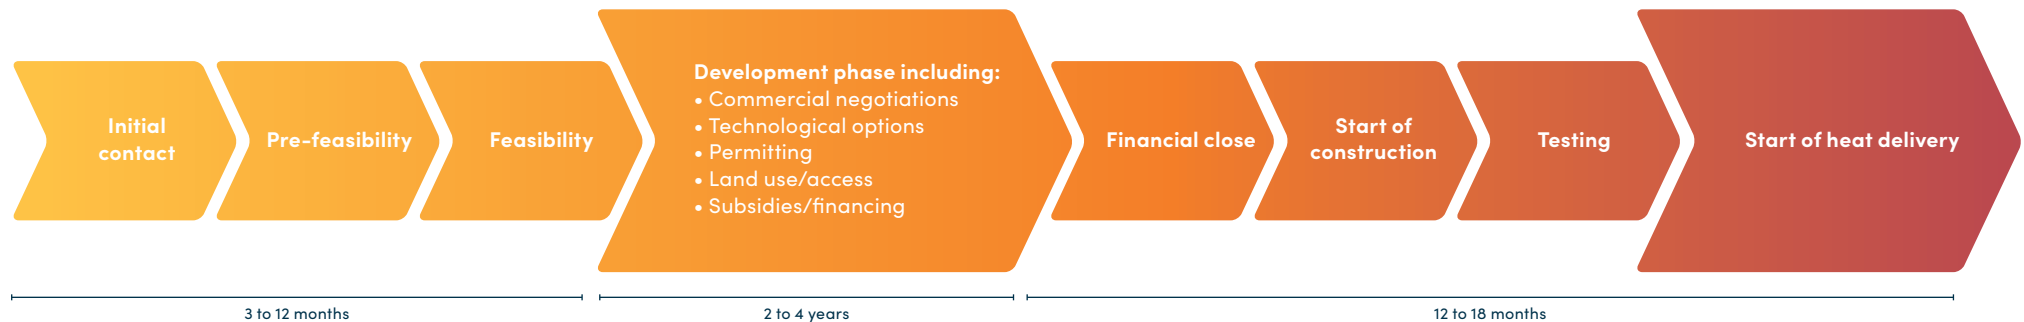 Initial
contact
Pre-feasibility
Feasibility
Development phase including:
• Commercial negotiations
• Technological options
• Permitting
• Land use/access
• Subsidies/financing
Financial close
Start of
construction
Testing
Start of heat delivery
3 to 12 months
2 to 4 years
12 to 18 months